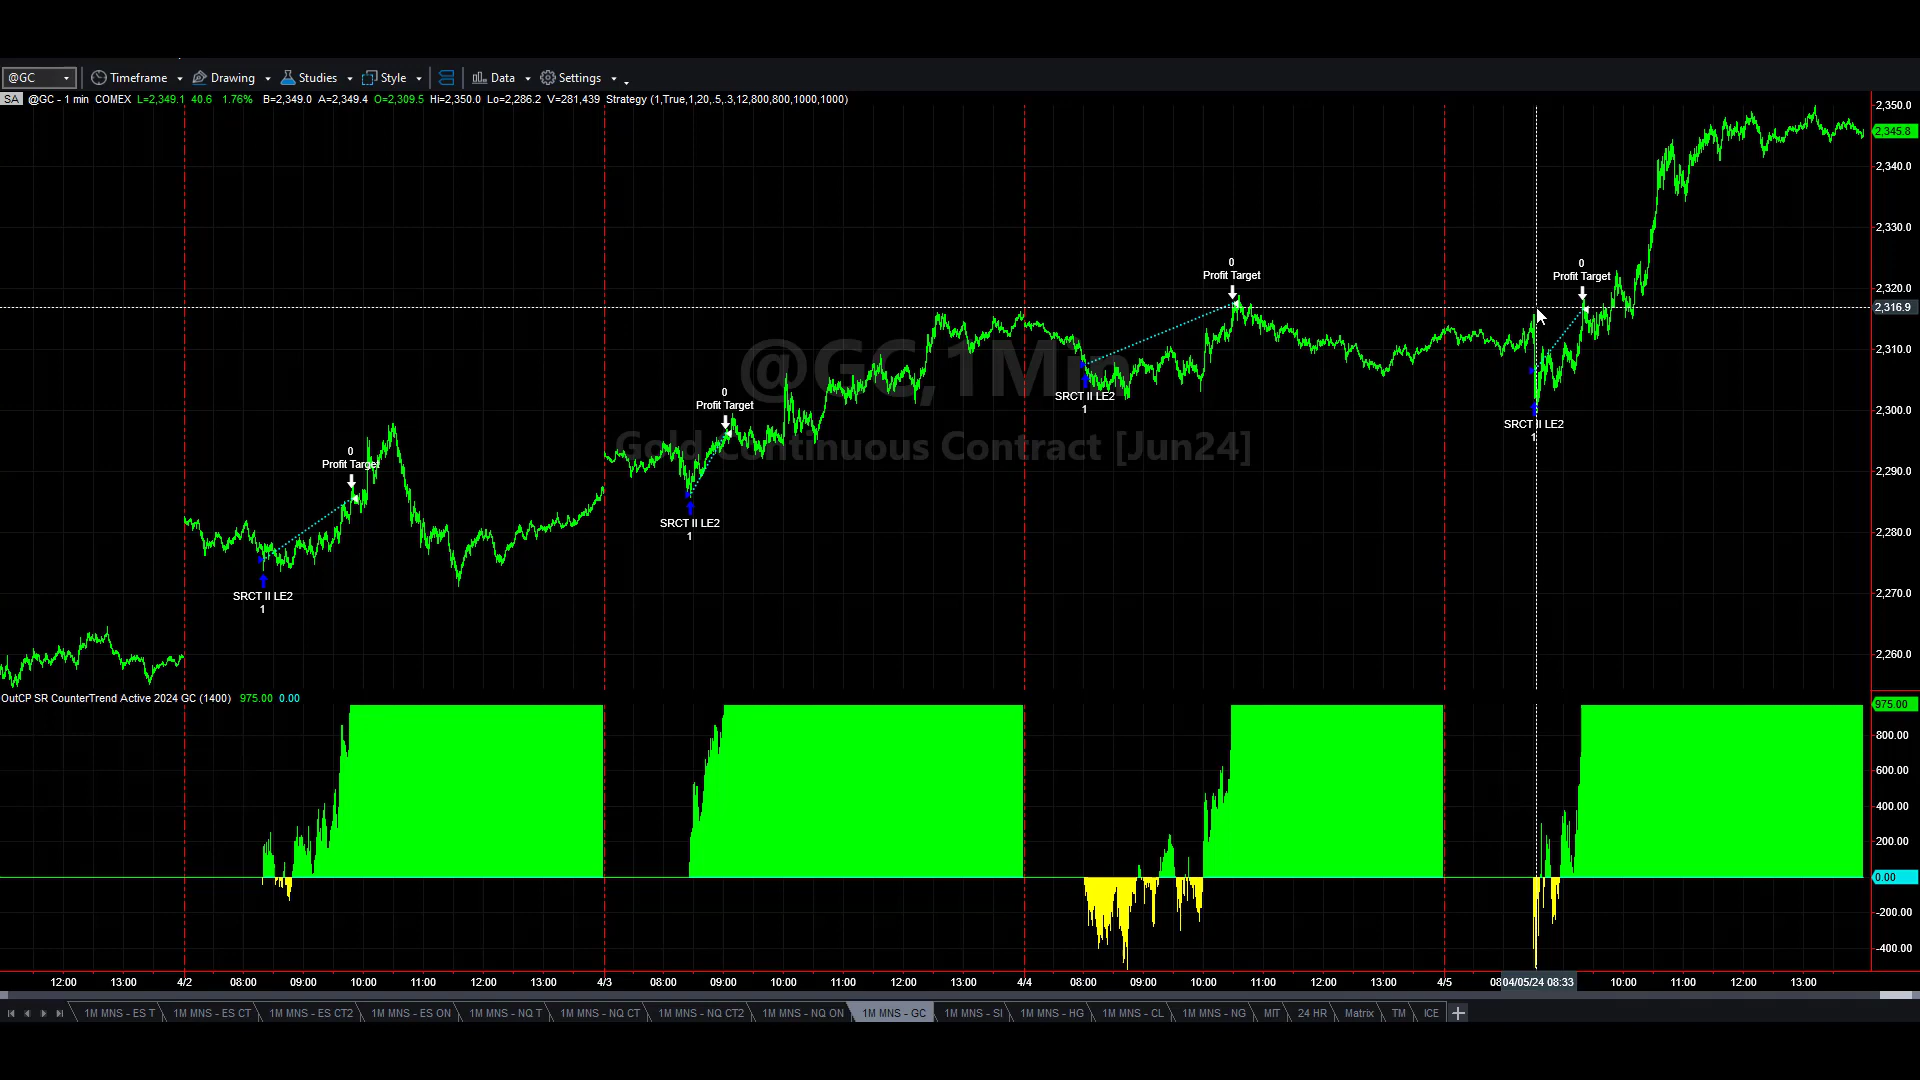 @GC Timeframe Drawing Studies Style Data Settings
SA @GC - 1 min COMEX L=2,349.1 40.6 1.76% B=2,349.0 A=2,349.4 O=2,309.5 Hi=2,350.0 Lo=2,286.2 V=281,439 Strategy (1,True,1,20,.5,.3,12,800,800,1000,1000)
2,350.0
2,345.8
2,340.0
2,330.0
2,320.0
2,316.9
2,310.0
2,300.0
2,290.0
2,280.0
2,270.0
2,260.0
@GC,1Mm
Gold Continuous Contract [Jun24]
0
Profit Target
SRCT II LE2
1
0
Profit Target
SRCT II LE2
1
0
Profit Target
SRCT II LE2
1
0
Profit Target
SRCT II LE2
1
OutCP SR CounterTrend Active 2024 GC (1400) 975.00 0.00
975.00
800.00
600.00
400.00
200.00
0.00
-200.00
-400.00
12:00 13:00 4/2 08:00 09:00 10:00 11:00 12:00 13:00 4/3 08:00 09:00 10:00 11:00 12:00 13:00 4/4 08:00 09:00 10:00 11:00 12:00 13:00 4/5 08 04/05/24 08:33 10:00 11:00 12:00 13:00
1M MNS - ES T 1M MNS - ES CT 1M MNS - ES CT2 1M MNS - ES ON 1M MNS - NQ T 1M MNS - NQ CT 1M MNS - NQ CT2 1M MNS - NQ ON 1M MNS - GC 1M MNS - SI 1M MNS - HG 1M MNS - CL 1M MNS - NG MIT 24 HR Matrix TM ICE